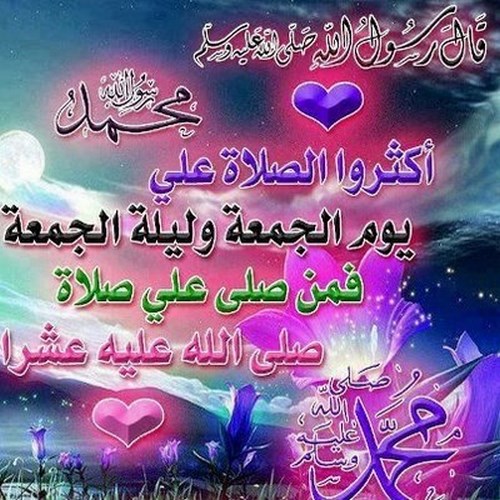 قال رسول الله صلى الله عليه وسلم
محمد رسول الله
أكثروا الصلاة علي
يوم الجمعة وليلة الجمعة
فمن صلى علي صلاة
صلى الله عليه عشرا
محمد صلى الله عليه وسلم